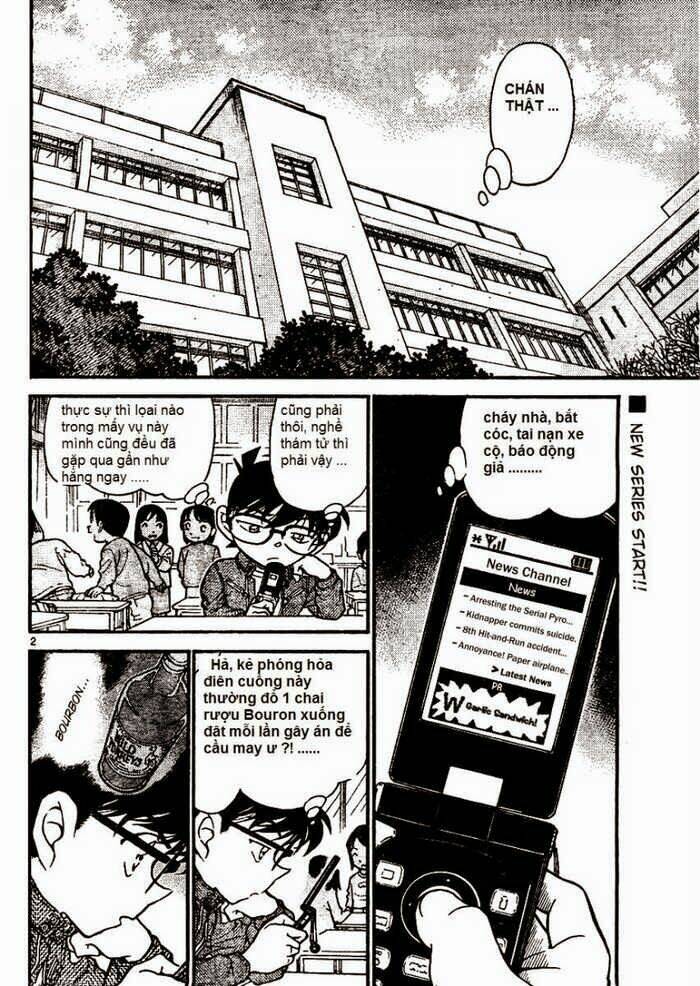 CHÁN
THẬT ...
NEW SERIES START!!
cháy nhà, bắt
cóc, tai nạn xe
cộ, báo động
giả .........
News Channel
News
- Arresting the Serial Pyro...
- Kidnapper commits suicide.
- 8th Hit-and-Run accident...
- Annoyance! Paper airplane..
> Latest News
PR
W Garlic Sandwich!
cũng phải
thôi, nghề
thám tử thì
phải vậy ...
thực sự thì lọai nào
trong mấy vụ này
mình cũng đều đã
gặp qua gần như
hằng ngay .....
2
Hả, kẻ phóng hỏa
điên cuồng này
thường đổ 1 chai
rượu Bouron xuống
đất mỗi lần gây án để
cầu may ư ?! ......
BOURBON...
WILD